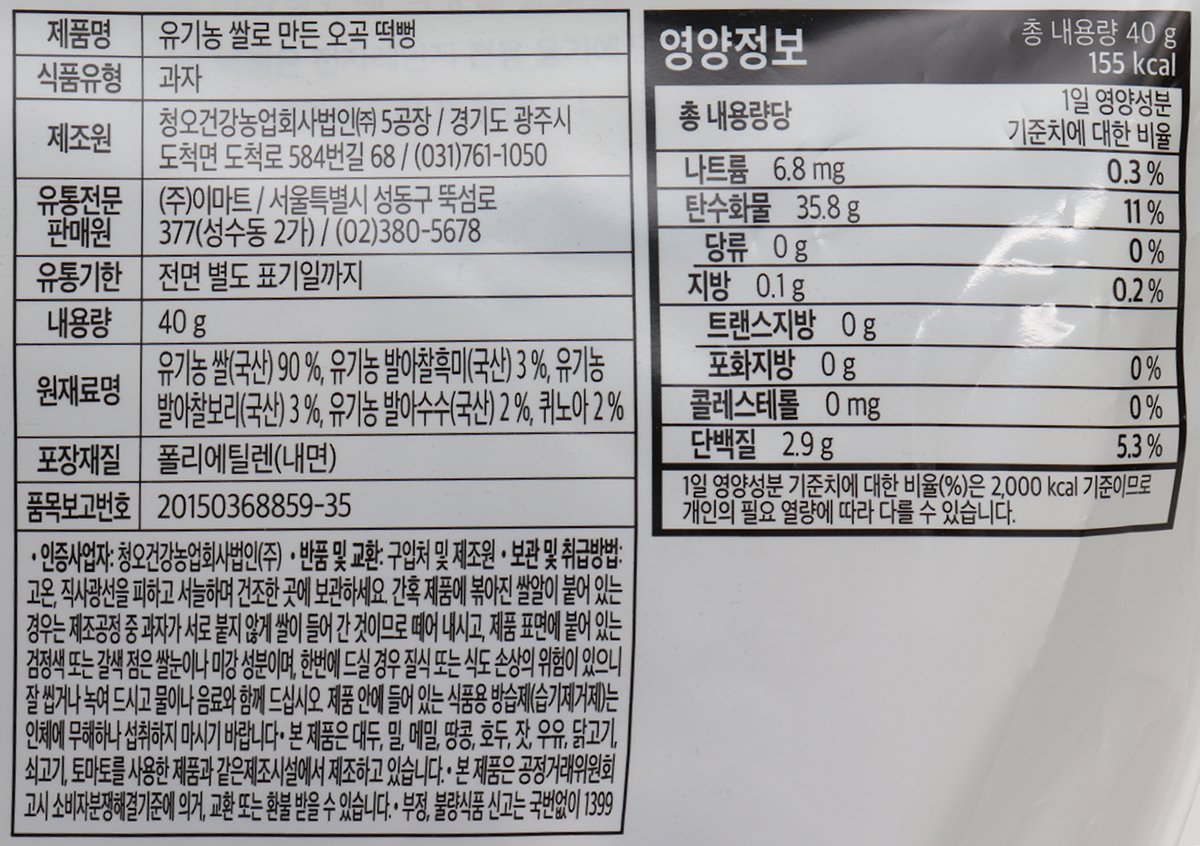 제품명 유기농 쌀로 만든 오곡 떡뻥
식품유형 과자
제조원 청오건강농업회사법인㈜ 5공장 / 경기도 광주시
도척면 도척로 584번길 68 / (031)761-1050
유통전문
판매원
(주)이마트 / 서울특별시 성동구 뚝섬로
377(성수동 2가) / (02)380-5678
유통기한 전면 별도 표기일까지
내용량 40 g
원재료명
유기농 쌀(국산) 90 %, 유기농 발아찰흑미(국산) 3 %, 유기농
발아찰보리(국산) 3 %, 유기농 발아수수(국산) 2 %, 퀴노아 2 %
포장재질 폴리에틸렌(내면)
품목보고번호 20150368859-35
• 인증사업자: 청오건강농업회사법인(주) • 반품 및 교환: 구입처 및 제조원 • 보관 및 취급방법:
고온, 직사광선을 피하고 서늘하며 건조한 곳에 보관하세요. 간혹 제품에 볶아진 쌀알이 붙어 있는
경우는 제조공정 중 과자가 서로 붙지 않게 쌀이 들어 간 것이므로 떼어 내시고, 제품 표면에 붙어 있는
검정색 또는 갈색 점은 쌀눈이나 미강 성분이며, 한번에 드실 경우 질식 또는 식도 손상의 위험이 있으니
잘 씹거나 녹여 드시고 물이나 음료와 함께 드십시오. 제품 안에 들어 있는 식품용 방습제(습기제거제)는
인체에 무해하나 섭취하지 마시기 바랍니다• 본 제품은 대두, 밀, 메밀, 땅콩, 호두, 잣, 우유, 닭고기,
쇠고기, 토마토를 사용한 제품과 같은제조시설에서 제조하고 있습니다.• 본 제품은 공정거래위원회
고시 소비자분쟁해결기준에 의거, 교환 또는 환불 받을 수 있습니다.• 부정, 불량식품 신고는 국번없이 1399
영양정보
총 내용량 40 g
155 kcal
총 내용량당
1일 영양성분
기준치에 대한 비율
나트륨 6.8 mg 0.3 %
탄수화물 35.8 g 11 %
당류 0 g 0 %
지방 0.1 g 0.2 %
트랜스지방 0 g
포화지방 0 g 0 %
콜레스테롤 0 mg 0 %
단백질 2.9 g 5.3 %
1일 영양성분 기준치에 대한 비율(%)은 2,000 kcal 기준이므로
개인의 필요 열량에 따라 다를 수 있습니다.